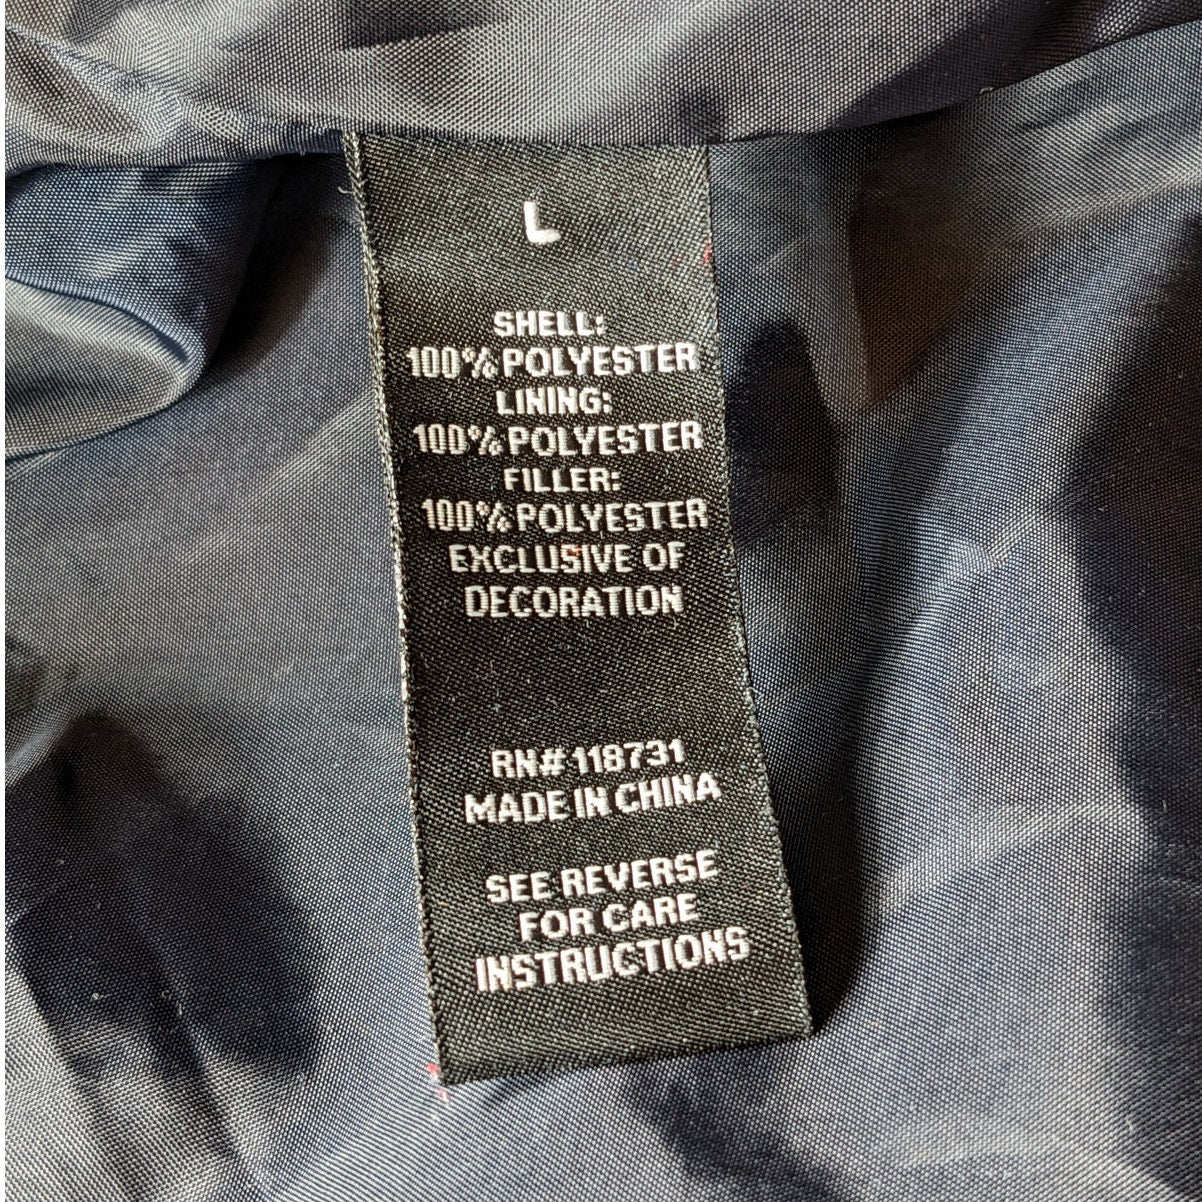 L
SHELL:
100% POLYESTER
LINING:
100% POLYESTER
FILLER:
100% POLYESTER
EXCLUSIVE OF
DECORATION
RN#118731
MADE IN CHINA
SEE REVERSE
FOR CARE
INSTRUCTIONS